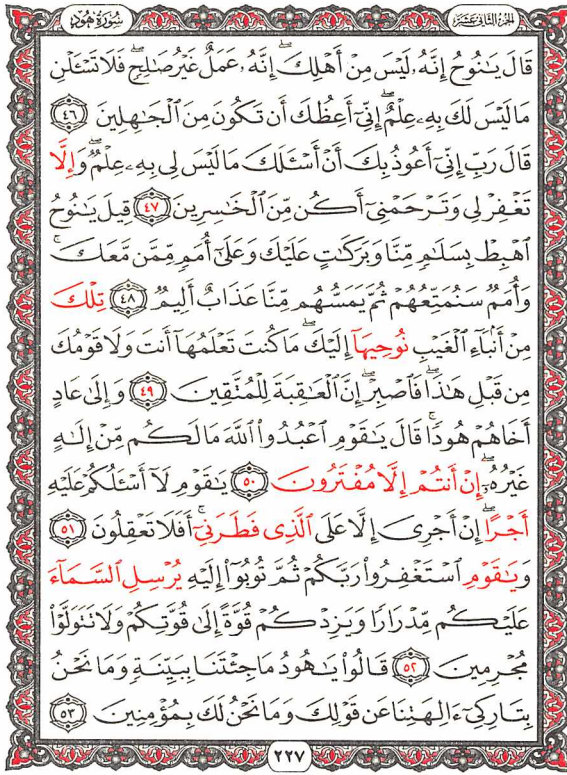 الجزء الثاني عشر
سورة هود
قَالَ يَٰنُوحُ إِنَّهُۥ لَيْسَ مِنْ أَهْلِكَ ۖ إِنَّهُۥ عَمَلٌ غَيْرُ صَٰلِحٍ ۖ فَلَا تَسْـَٔلْنِ
مَا لَيْسَ لَكَ بِهِۦ عِلْمٌ ۖ إِنِّىٓ أَعِظُكَ أَن تَكُونَ مِنَ ٱلْجَٰهِلِينَ ٤٦
قَالَ رَبِّ إِنِّىٓ أَعُوذُ بِكَ أَنْ أَسْـَٔلَكَ مَا لَيْسَ لِى بِهِۦ عِلْمٌ ۖ وَإِلَّا
تَغْفِرْ لِى وَتَرْحَمْنِىٓ أَكُن مِّنَ ٱلْخَٰسِرِينَ ٤٧ قِيلَ يَٰنُوحُ
ٱهْبِطْ بِسَلَٰمٍ مِّنَّا وَبَرَكَٰتٍ عَلَيْكَ وَعَلَىٰٓ أُمَمٍ مِّمَّن مَّعَكَ ۚ
وَأُمَمٌ سَنُمَتِّعُهُمْ ثُمَّ يَمَسُّهُم مِّنَّا عَذَابٌ أَلِيمٌ ٤٨ تِلْكَ
مِنْ أَنۢبَآءِ ٱلْغَيْبِ نُوحِيهَآ إِلَيْكَ ۖ مَا كُنتَ تَعْلَمُهَآ أَنتَ وَلَا قَوْمُكَ
مِن قَبْلِ هَٰذَا ۖ فَٱصْبِرْ ۖ إِنَّ ٱلْعَٰقِبَةَ لِلْمُتَّقِينَ ٤٩ وَإِلَىٰ عَادٍ
أَخَاهُمْ هُودًا ۚ قَالَ يَٰقَوْمِ ٱعْبُدُوا۟ ٱللَّهَ مَا لَكُم مِّنْ إِلَٰهٍ
غَيْرُهُۥٓ ۖ إِنْ أَنتُمْ إِلَّا مُفْتَرُونَ ٥٠ يَٰقَوْمِ لَآ أَسْـَٔلُكُمْ عَلَيْهِ
أَجْرًا ۖ إِنْ أَجْرِىَ إِلَّا عَلَى ٱلَّذِى فَطَرَنِىٓ ۚ أَفَلَا تَعْقِلُونَ ٥١
وَيَٰقَوْمِ ٱسْتَغْفِرُوا۟ رَبَّكُمْ ثُمَّ تُوبُوٓا۟ إِلَيْهِ يُرْسِلِ ٱلسَّمَآءَ
عَلَيْكُم مِّدْرَارًا وَيَزِدْكُمْ قُوَّةً إِلَىٰ قُوَّتِكُمْ وَلَا تَتَوَلَّوْا۟
مُجْرِمِينَ ٥٢ قَالُوا۟ يَٰهُودُ مَا جِئْتَنَا بِبَيِّنَةٍ وَمَا نَحْنُ
بِتَارِكِىٓ ءَالِهَتِنَا عَن قَوْلِكَ وَمَا نَحْنُ لَكَ بِمُؤْمِنِينَ ٥٣
٢٢٧